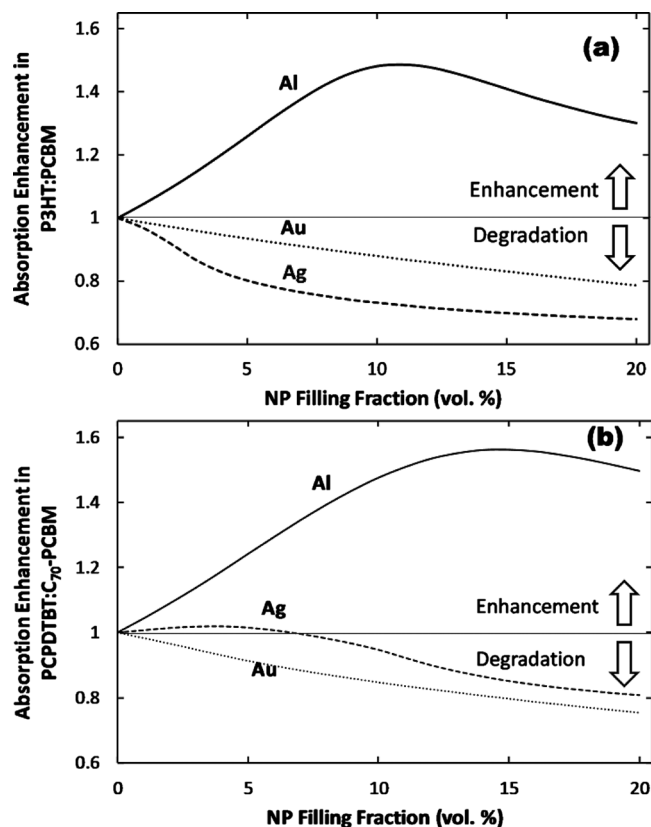 (a)
Absorption Enhancement in
P3HT:PCBM
1.6
1.4
1.2
1
0.8
0.6
Al
Au
Ag
Enhancement
Degradation
0 5 10 15 20
NP Filling Fraction (vol. %)
(b)
Absorption Enhancement in
PCPDTBT:C₇₀-PCBM
1.6
1.4
1.2
1
0.8
0.6
Al
Ag
Au
Enhancement
Degradation
0 5 10 15 20
NP Filling Fraction (vol. %)